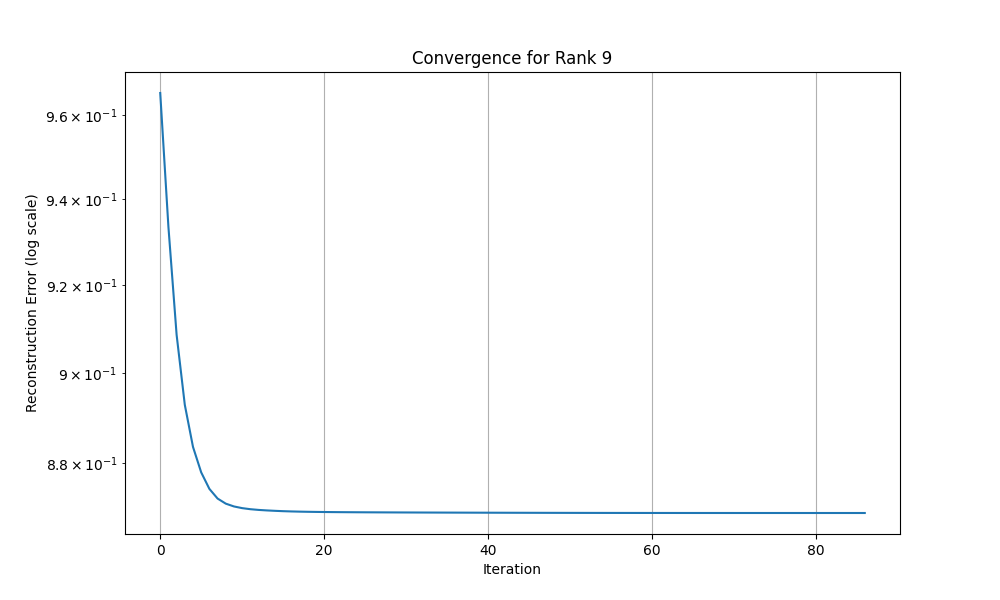 Convergence for Rank 9
Reconstruction Error (log scale)
9.6 × 10⁻¹
9.4 × 10⁻¹
9.2 × 10⁻¹
9 × 10⁻¹
8.8 × 10⁻¹
0 20 40 60 80
Iteration